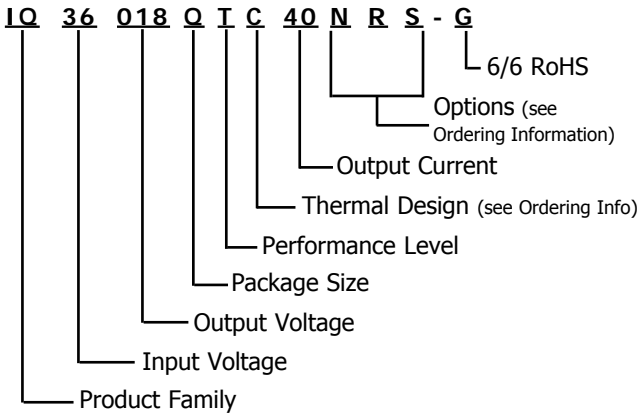 IQ 36 018 Q T C 40 N R S - G
6/6 RoHS
Options (see
Ordering Information)
Output Current
Thermal Design (see Ordering Info)
Performance Level
Package Size
Output Voltage
Input Voltage
Product Family